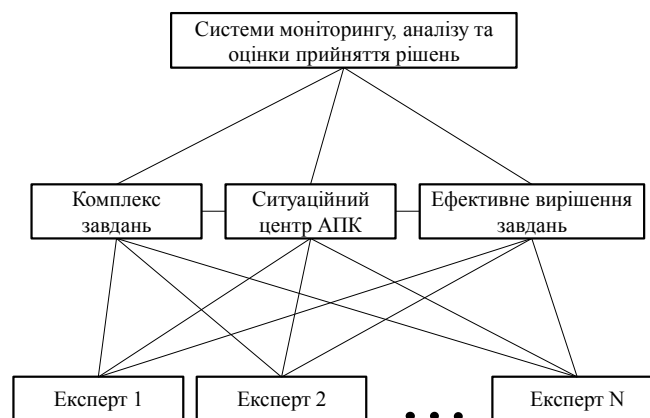 Системи моніторингу, аналізу та
оцінки прийняття рішень
Комплекс
завдань
Ситуаційний
центр АПК
Ефективне вирішення
завдань
Експерт 1
Експерт 2
...
Експерт N